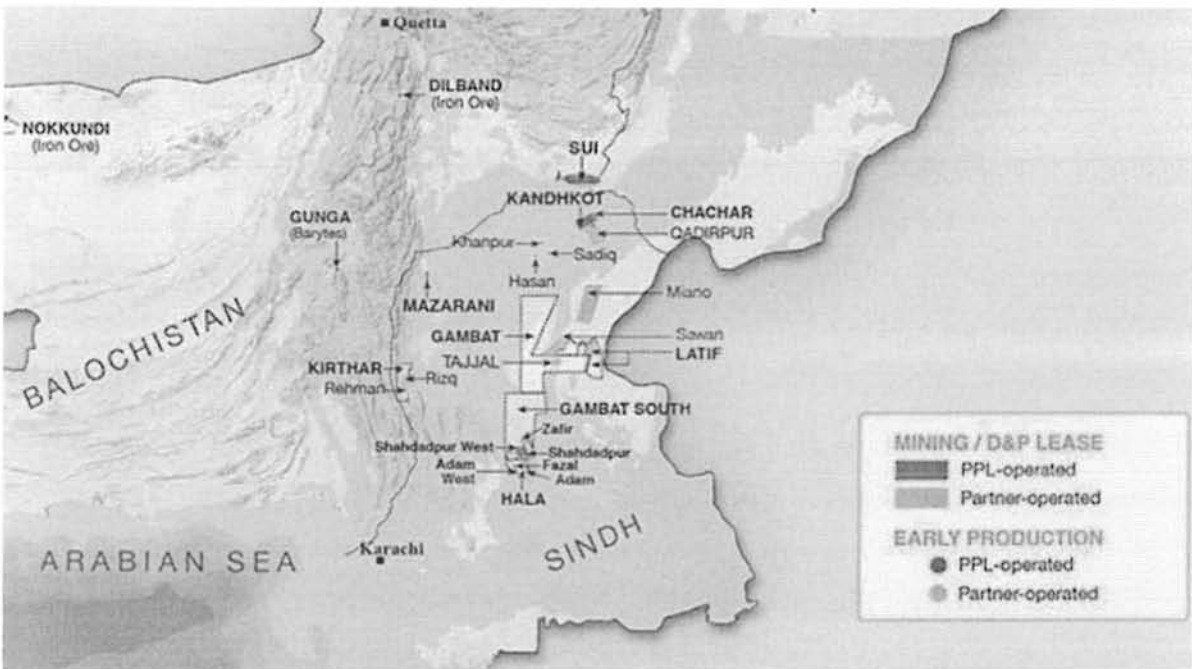 Quetta
DILBAND
(Iron Ore)
NOKKUNDI
(Iron Ore)
SUI
KANDHKOT
CHACHAR
QADIRPUR
GUNGA
(Barytes)
Khanpur
Sadiq
Hasan
MAZARANI
Miano
BALOCHISTAN
GAMBAT
Sawan
LATIF
TAJJAL
KIRTHAR
Rizq
Rehman
GAMBAT SOUTH
Zafir
Shahdadpur West
Shahdadpur
Adam
West
Fazal
Adam
HALA
SINDH
Karachi
ARABIAN SEA
MINING / D&P LEASE
PPL-operated
Partner-operated
EARLY PRODUCTION
PPL-operated
Partner-operated